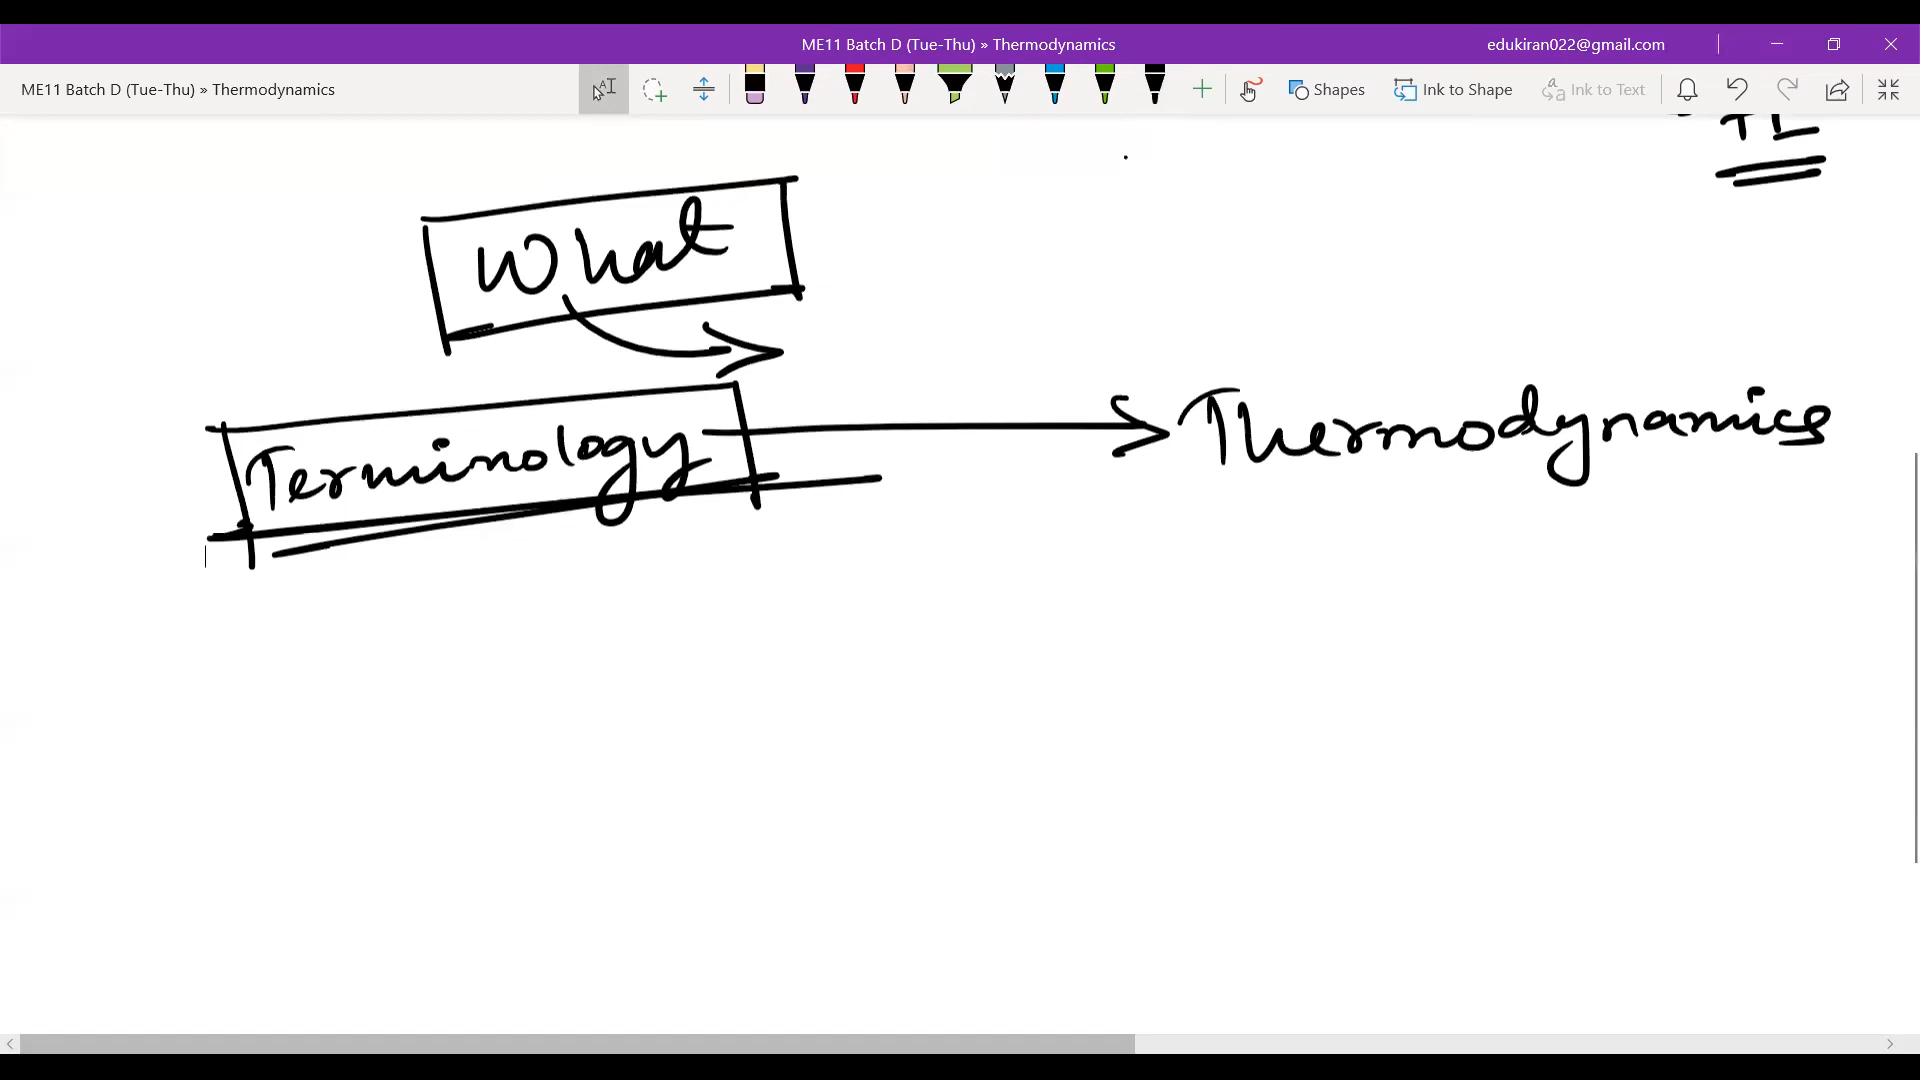 ME11 Batch D (Tue-Thu) » Thermodynamics
edukiran022@gmail.com
ME11 Batch D (Tue-Thu) » Thermodynamics
Shapes
Ink to Shape
Ink to Text
What
Terminology
Thermodynamics